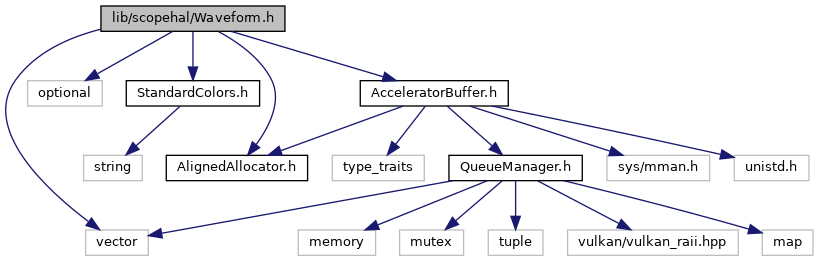 lib/scopehal/Waveform.h
optional
StandardColors.h
AcceleratorBuffer.h
string
AlignedAllocator.h
type_traits
QueueManager.h
sys/mman.h
unistd.h
vector
memory
mutex
tuple
vulkan/vulkan_raii.hpp
map